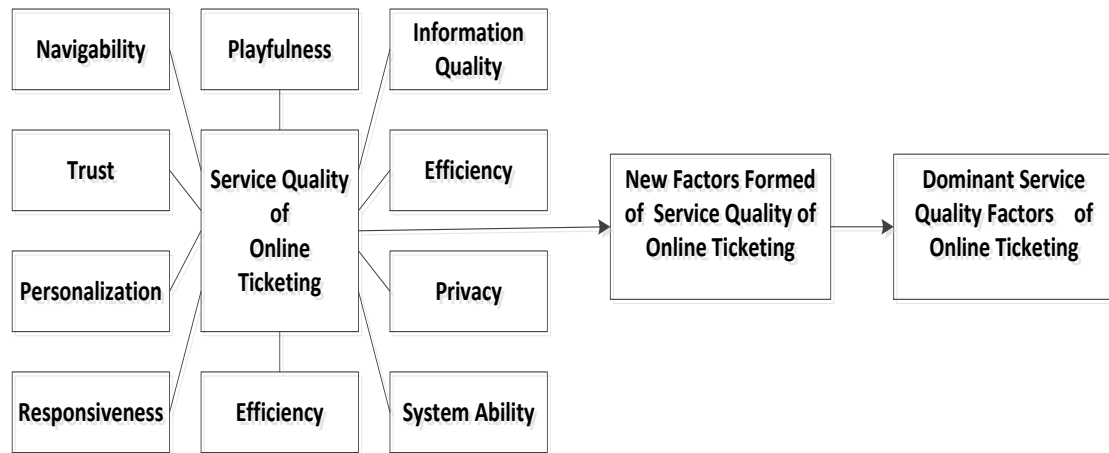 Navigability
Playfulness
Information
Quality
Trust
Service Quality
of
Online
Ticketing
Efficiency
New Factors Formed
of Service Quality of
Online Ticketing
Dominant Service
Quality Factors of
Online Ticketing
Personalization
Privacy
Responsiveness
Efficiency
System Ability